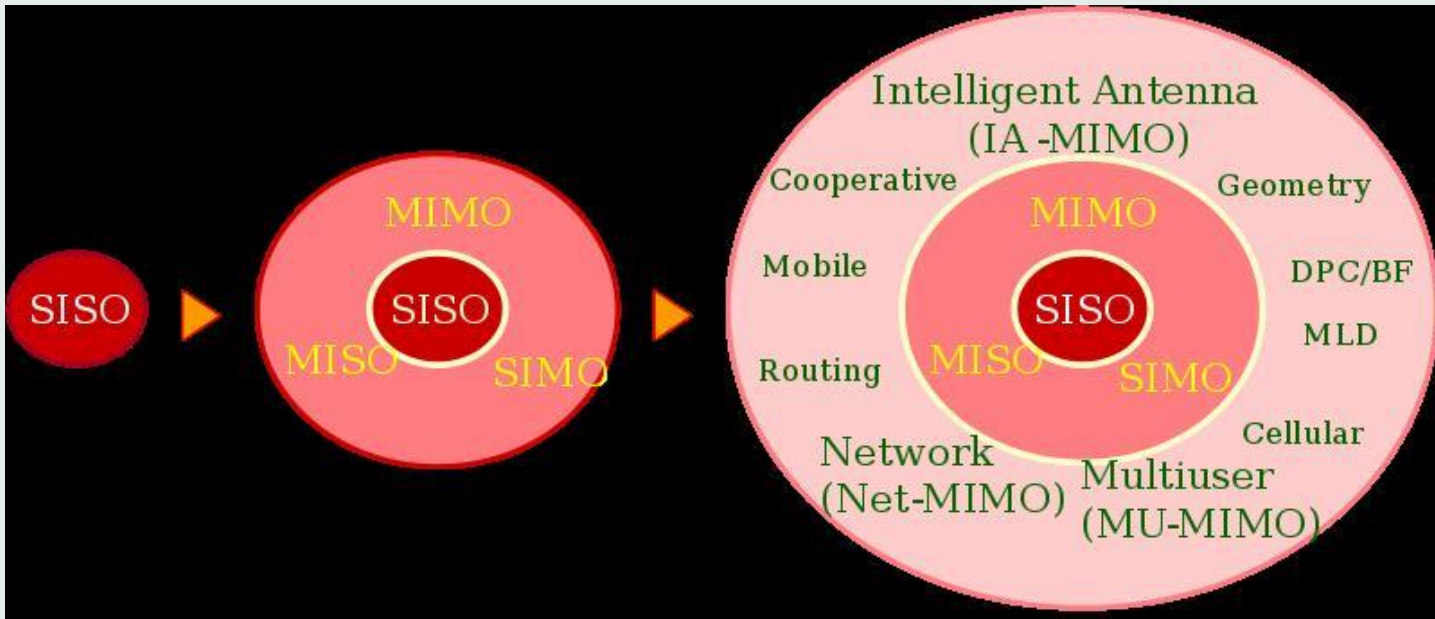 SISO
MIMO
SISO
MISO
SIMO
Intelligent Antenna
(IA -MIMO)
Cooperative
Geometry
MIMO
Mobile
DPC/BF
SISO
MLD
MISO
SIMO
Routing
Cellular
Network
(Net-MIMO)
Multiuser
(MU-MIMO)